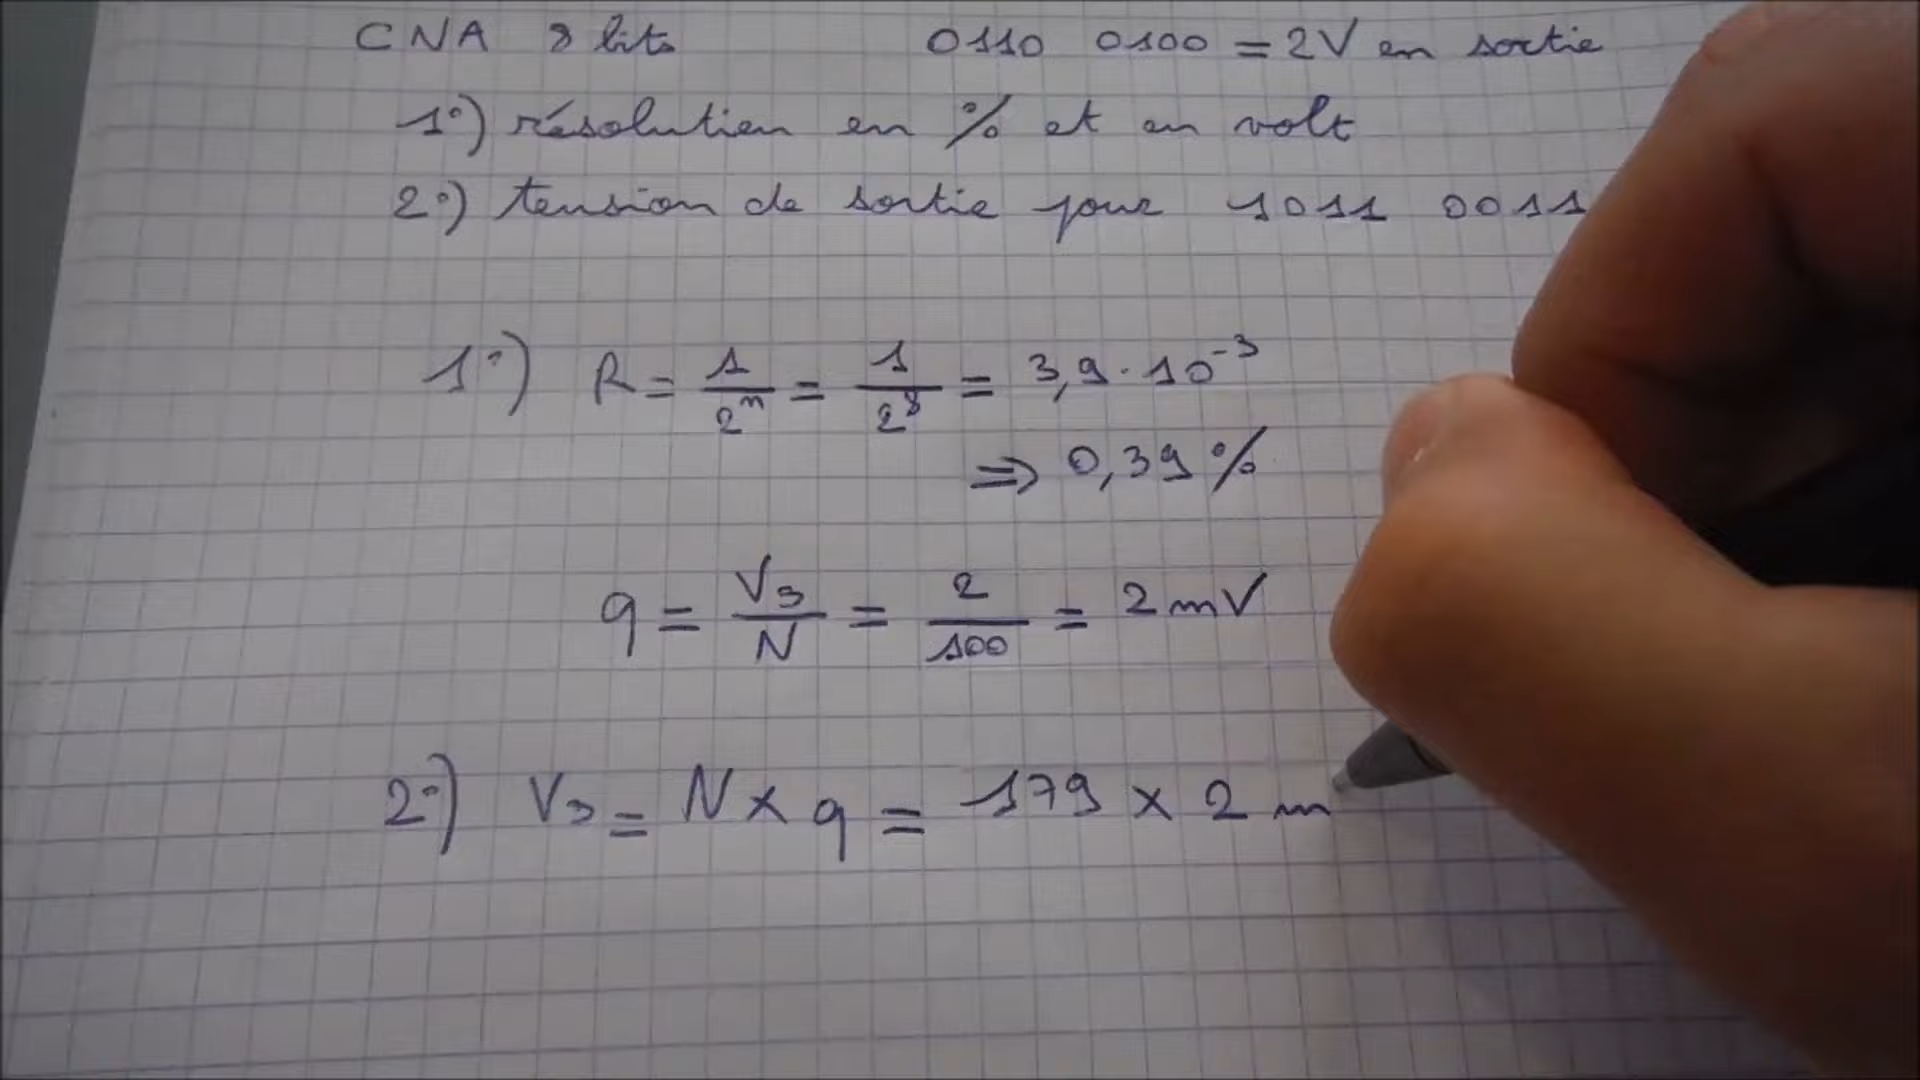 CNA 8 bits 0110 0100 = 2V en sortie
1°) résolution en % et en volt
2°) tension de sortie pour 1011 0011
1°) R = 1/2^n = 1/2^8 = 3,9 · 10^-3
⇒ 0,39 %
q = Vs/N = 2/100 = 2 mV
2°) Vs = N × q = 179 × 2 m